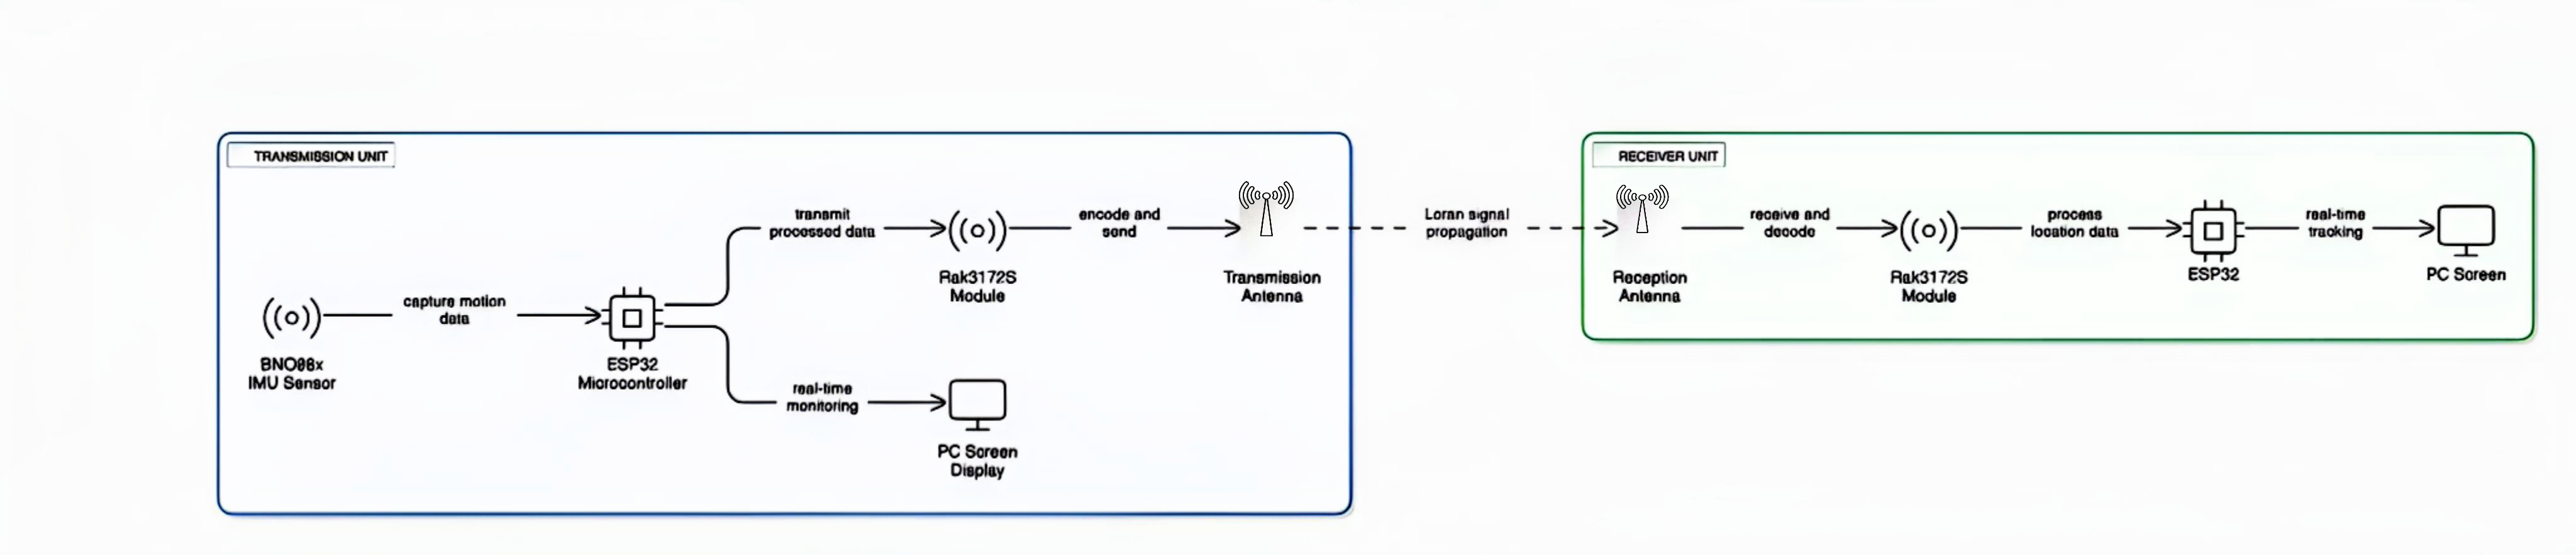 TRANSMISSION UNIT
RECEIVER UNIT
transmit
processed data
encode and
send
Loran signal
propagation
receive and
decode
process
location data
real-time
tracking
Rak3172S
Module
Transmission
Antenna
Reception
Antenna
Rak3172S
Module
ESP32
PC Screen
capture motion
data
BNO08x
IMU Sensor
ESP32
Microcontroller
real-time
monitoring
PC Screen
Display